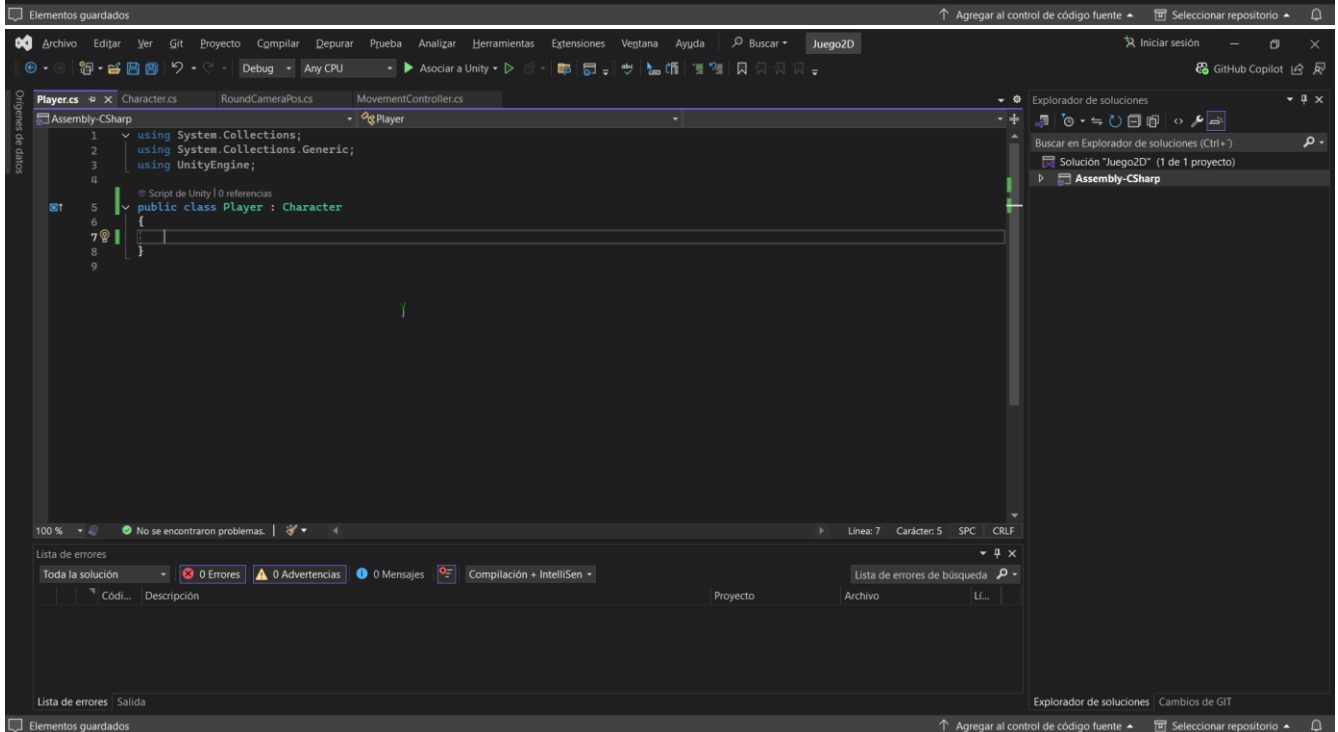 Elementos guardados
Agregar al control de código fuente
Seleccionar repositorio
Archivo Editar Ver Git Proyecto Compilar Depurar Prueba Analizar Herramientas Extensiones Ventana Ayuda Buscar Juego2D Iniciar sesión
Debug Any CPU Asociar a Unity GitHub Copilot
Orígenes de datos
Player.cs Character.cs RoundCameraPos.cs MovementController.cs
Assembly-CSharp Player
1 using System.Collections;
2 using System.Collections.Generic;
3 using UnityEngine;
4
Script de Unity | 0 referencias
5 public class Player : Character
6 {
7
8 }
9
100 % No se encontraron problemas. Línea: 7 Carácter: 5 SPC CRLF
Explorador de soluciones
Buscar en Explorador de soluciones (Ctrl+´)
Solución "Juego2D" (1 de 1 proyecto)
Assembly-CSharp
Lista de errores
Toda la solución 0 Errores 0 Advertencias 0 Mensajes Compilación + IntelliSen Lista de errores de búsqueda
Códi... Descripción Proyecto Archivo Lí...
Lista de errores Salida
Explorador de soluciones Cambios de GIT
Elementos guardados
Agregar al control de código fuente
Seleccionar repositorio